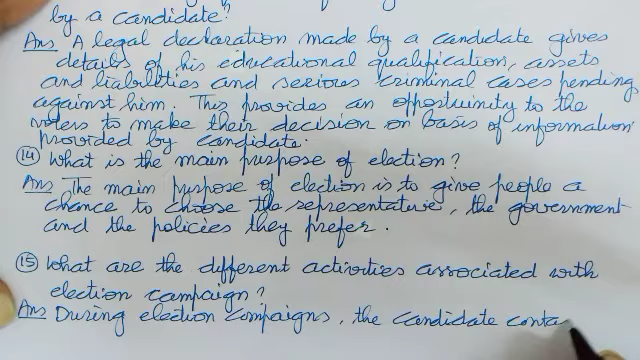 by a candidate?
Ans A legal declaration made by a candidate gives
details of his educational qualification, assets
and liabilities and serious criminal cases pending
against him. This provides an opportuinity to the
voters to make their decision on basis of information
provided by candidate.
(14) What is the main purpose of election?
Ans The main purpose of election is to give people a
chance to choose the representative, the government
and the policies they prefer.
(15) What are the different activities associated with
election campaign?
Ans During election campaigns, the candidate conta